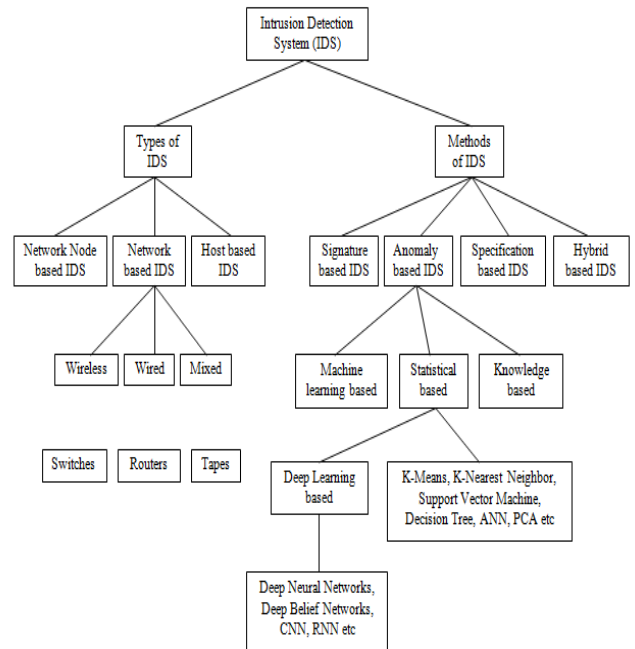 Intrusion Detection
System (IDS)
Types of
IDS
Methods
of IDS
Network Node
based IDS
Network
based IDS
Host based
IDS
Signature
based IDS
Anomaly
based IDS
Specification
based IDS
Hybrid
based IDS
Wireless
Wired
Mixed
Machine
learning based
Statistical
based
Knowledge
based
Switches
Routers
Tapes
Deep Learning
based
K-Means, K-Nearest Neighbor,
Support Vector Machine,
Decision Tree, ANN, PCA etc
Deep Neural Networks,
Deep Belief Networks,
CNN, RNN etc